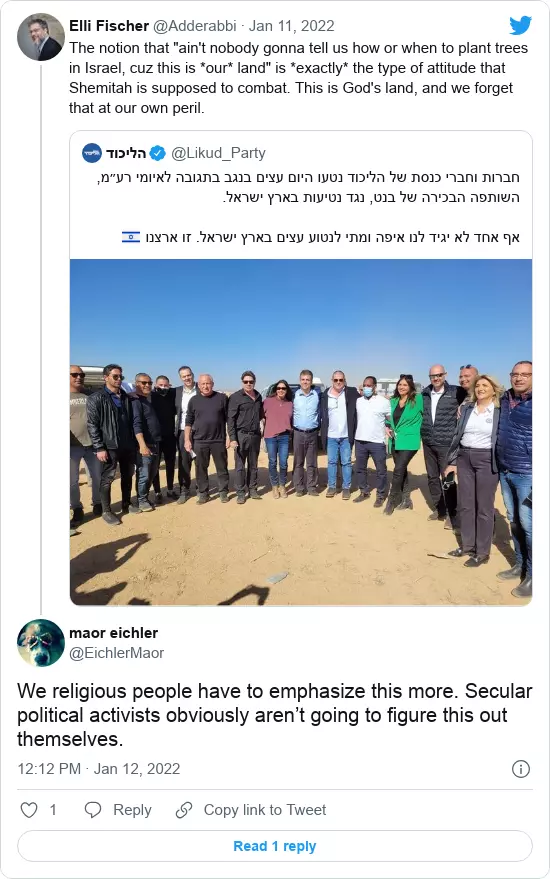 Elli Fischer @Adderabbi · Jan 11, 2022
The notion that "ain't nobody gonna tell us how or when to plant trees
in Israel, cuz this is *our* land" is *exactly* the type of attitude that
Shemitah is supposed to combat. This is God's land, and we forget
that at our own peril.
הליכוד @Likud_Party
חברות וחברי כנסת של הליכוד נטעו היום עצים בנגב בתגובה לאיומי רע״מ,
השותפה הבכירה של בנט, נגד נטיעות בארץ ישראל.
אף אחד לא יגיד לנו איפה ומתי לנטוע עצים בארץ ישראל. זו ארצנו 🇮🇱
maor eichler
@EichlerMaor
We religious people have to emphasize this more. Secular
political activists obviously aren’t going to figure this out
themselves.
12:12 PM · Jan 12, 2022
1 Reply Copy link to Tweet
Read 1 reply